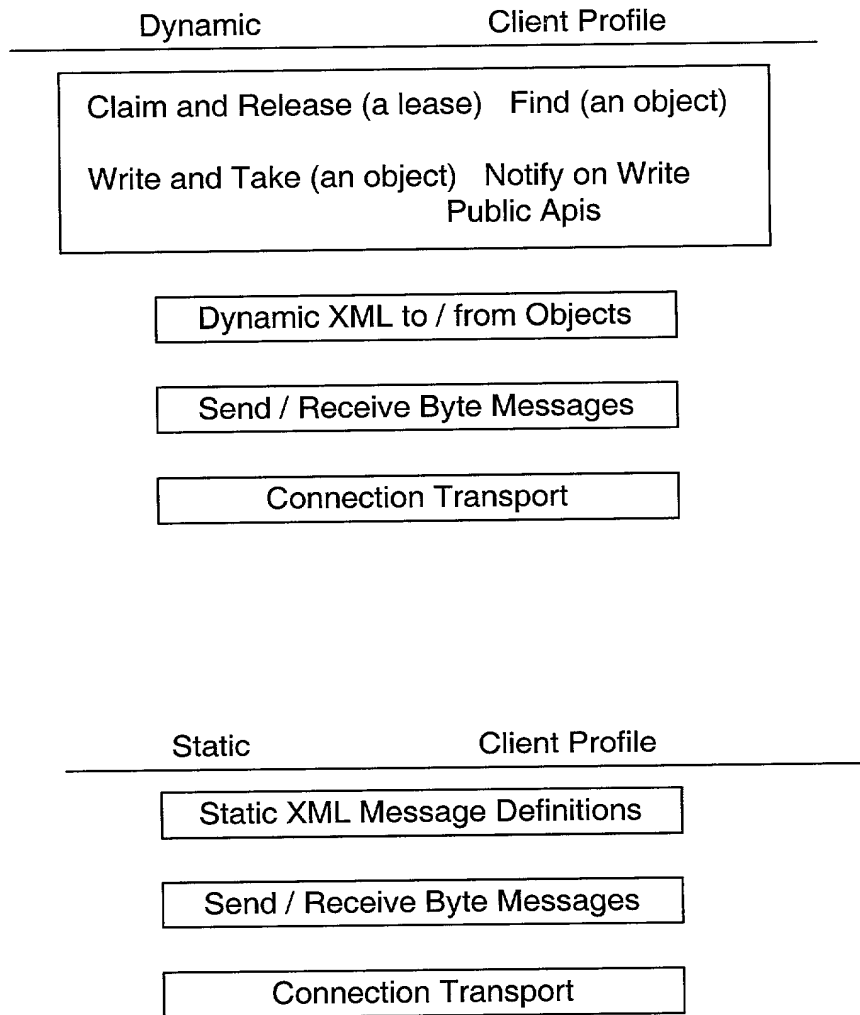 Dynamic Client Profile
Claim and Release (a lease) Find (an object)
Write and Take (an object) Notify on Write
Public Apis
Dynamic XML to / from Objects
Send / Receive Byte Messages
Connection Transport
Static Client Profile
Static XML Message Definitions
Send / Receive Byte Messages
Connection Transport